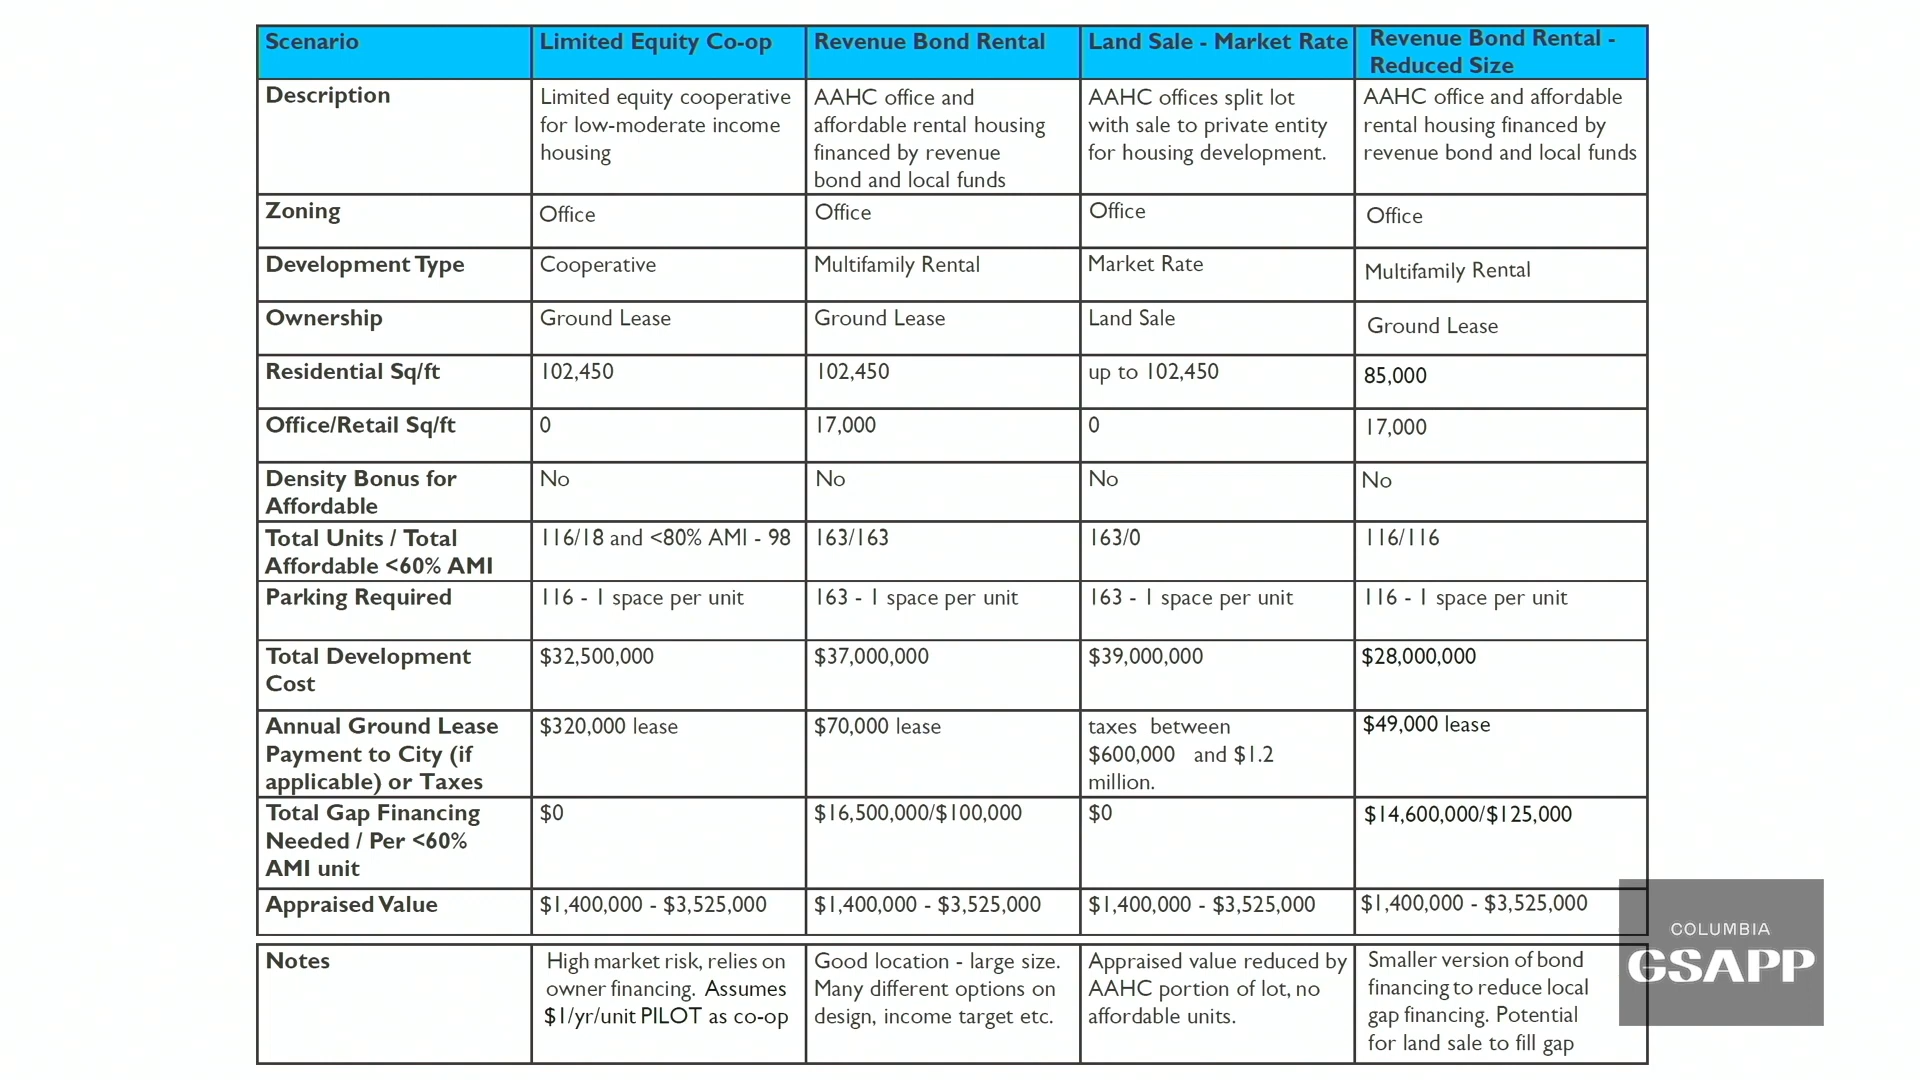 Scenario
Limited Equity Co-op
Revenue Bond Rental
Land Sale - Market Rate
Revenue Bond Rental -
Reduced Size
Description
Limited equity cooperative
for low-moderate income
housing
AAHC office and
affordable rental housing
financed by revenue
bond and local funds
AAHC offices split lot
with sale to private entity
for housing development.
AAHC office and affordable
rental housing financed by
revenue bond and local funds
Zoning
Office
Office
Office
Office
Development Type
Cooperative
Multifamily Rental
Market Rate
Multifamily Rental
Ownership
Ground Lease
Ground Lease
Land Sale
Ground Lease
Residential Sq/ft
102,450
102,450
up to 102,450
85,000
Office/Retail Sq/ft
0
17,000
0
17,000
Density Bonus for
Affordable
No
No
No
No
Total Units / Total
Affordable <60% AMI
116/18 and <80% AMI - 98
163/163
163/0
116/116
Parking Required
116 - 1 space per unit
163 - 1 space per unit
163 - 1 space per unit
116 - 1 space per unit
Total Development
Cost
$32,500,000
$37,000,000
$39,000,000
$28,000,000
Annual Ground Lease
Payment to City (if
applicable) or Taxes
$320,000 lease
$70,000 lease
taxes between
$600,000 and $1.2
million.
$49,000 lease
Total Gap Financing
Needed / Per <60%
AMI unit
$0
$16,500,000/$100,000
$0
$14,600,000/$125,000
Appraised Value
$1,400,000 - $3,525,000
$1,400,000 - $3,525,000
$1,400,000 - $3,525,000
$1,400,000 - $3,525,000
Notes
High market risk, relies on
owner financing. Assumes
$1/yr/unit PILOT as co-op
Good location - large size.
Many different options on
design, income target etc.
Appraised value reduced by
AAHC portion of lot, no
affordable units.
Smaller version of bond
financing to reduce local
gap financing. Potential
for land sale to fill gap
COLUMBIA
GSAPP